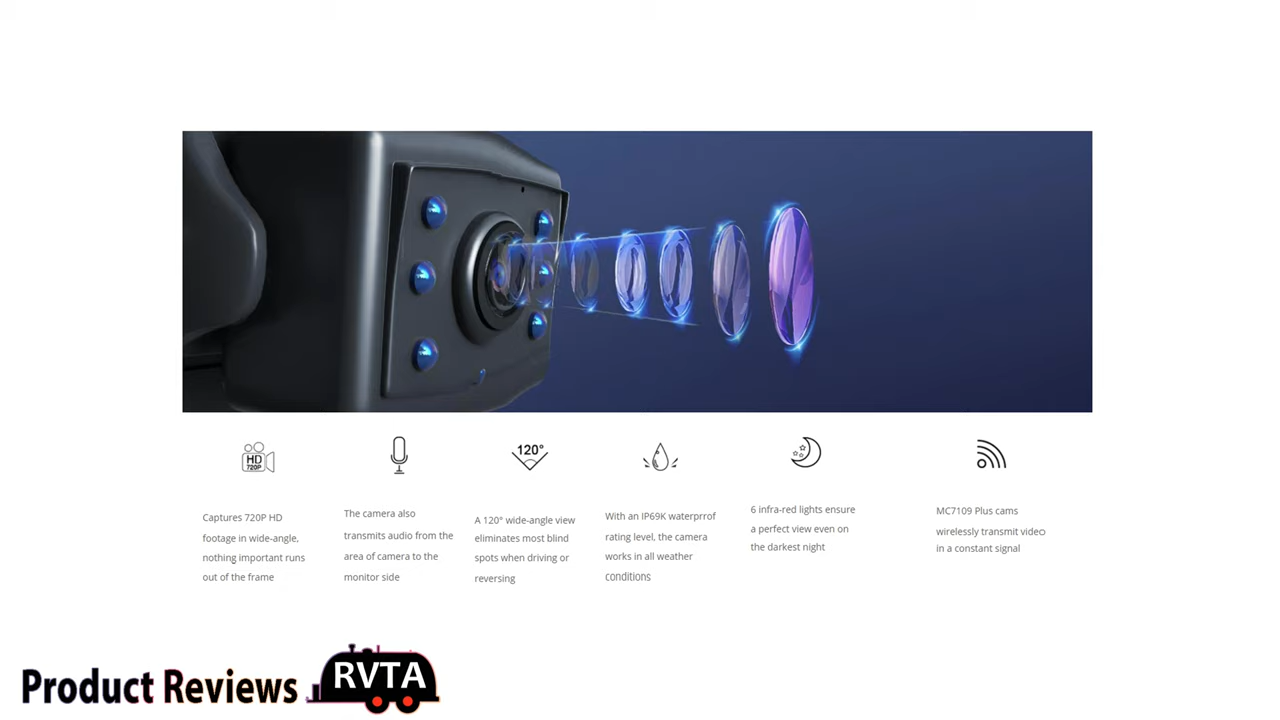 HD
720P
120°
Captures 720P HD
footage in wide-angle,
nothing important runs
out of the frame
The camera also
transmits audio from the
area of camera to the
monitor side
A 120° wide-angle view
eliminates most blind
spots when driving or
reversing
With an IP69K waterprrof
rating level, the camera
works in all weather
conditions
6 infra-red lights ensure
a perfect view even on
the darkest night
MC7109 Plus cams
wirelessly transmit video
in a constant signal
Product Reviews
RVTA